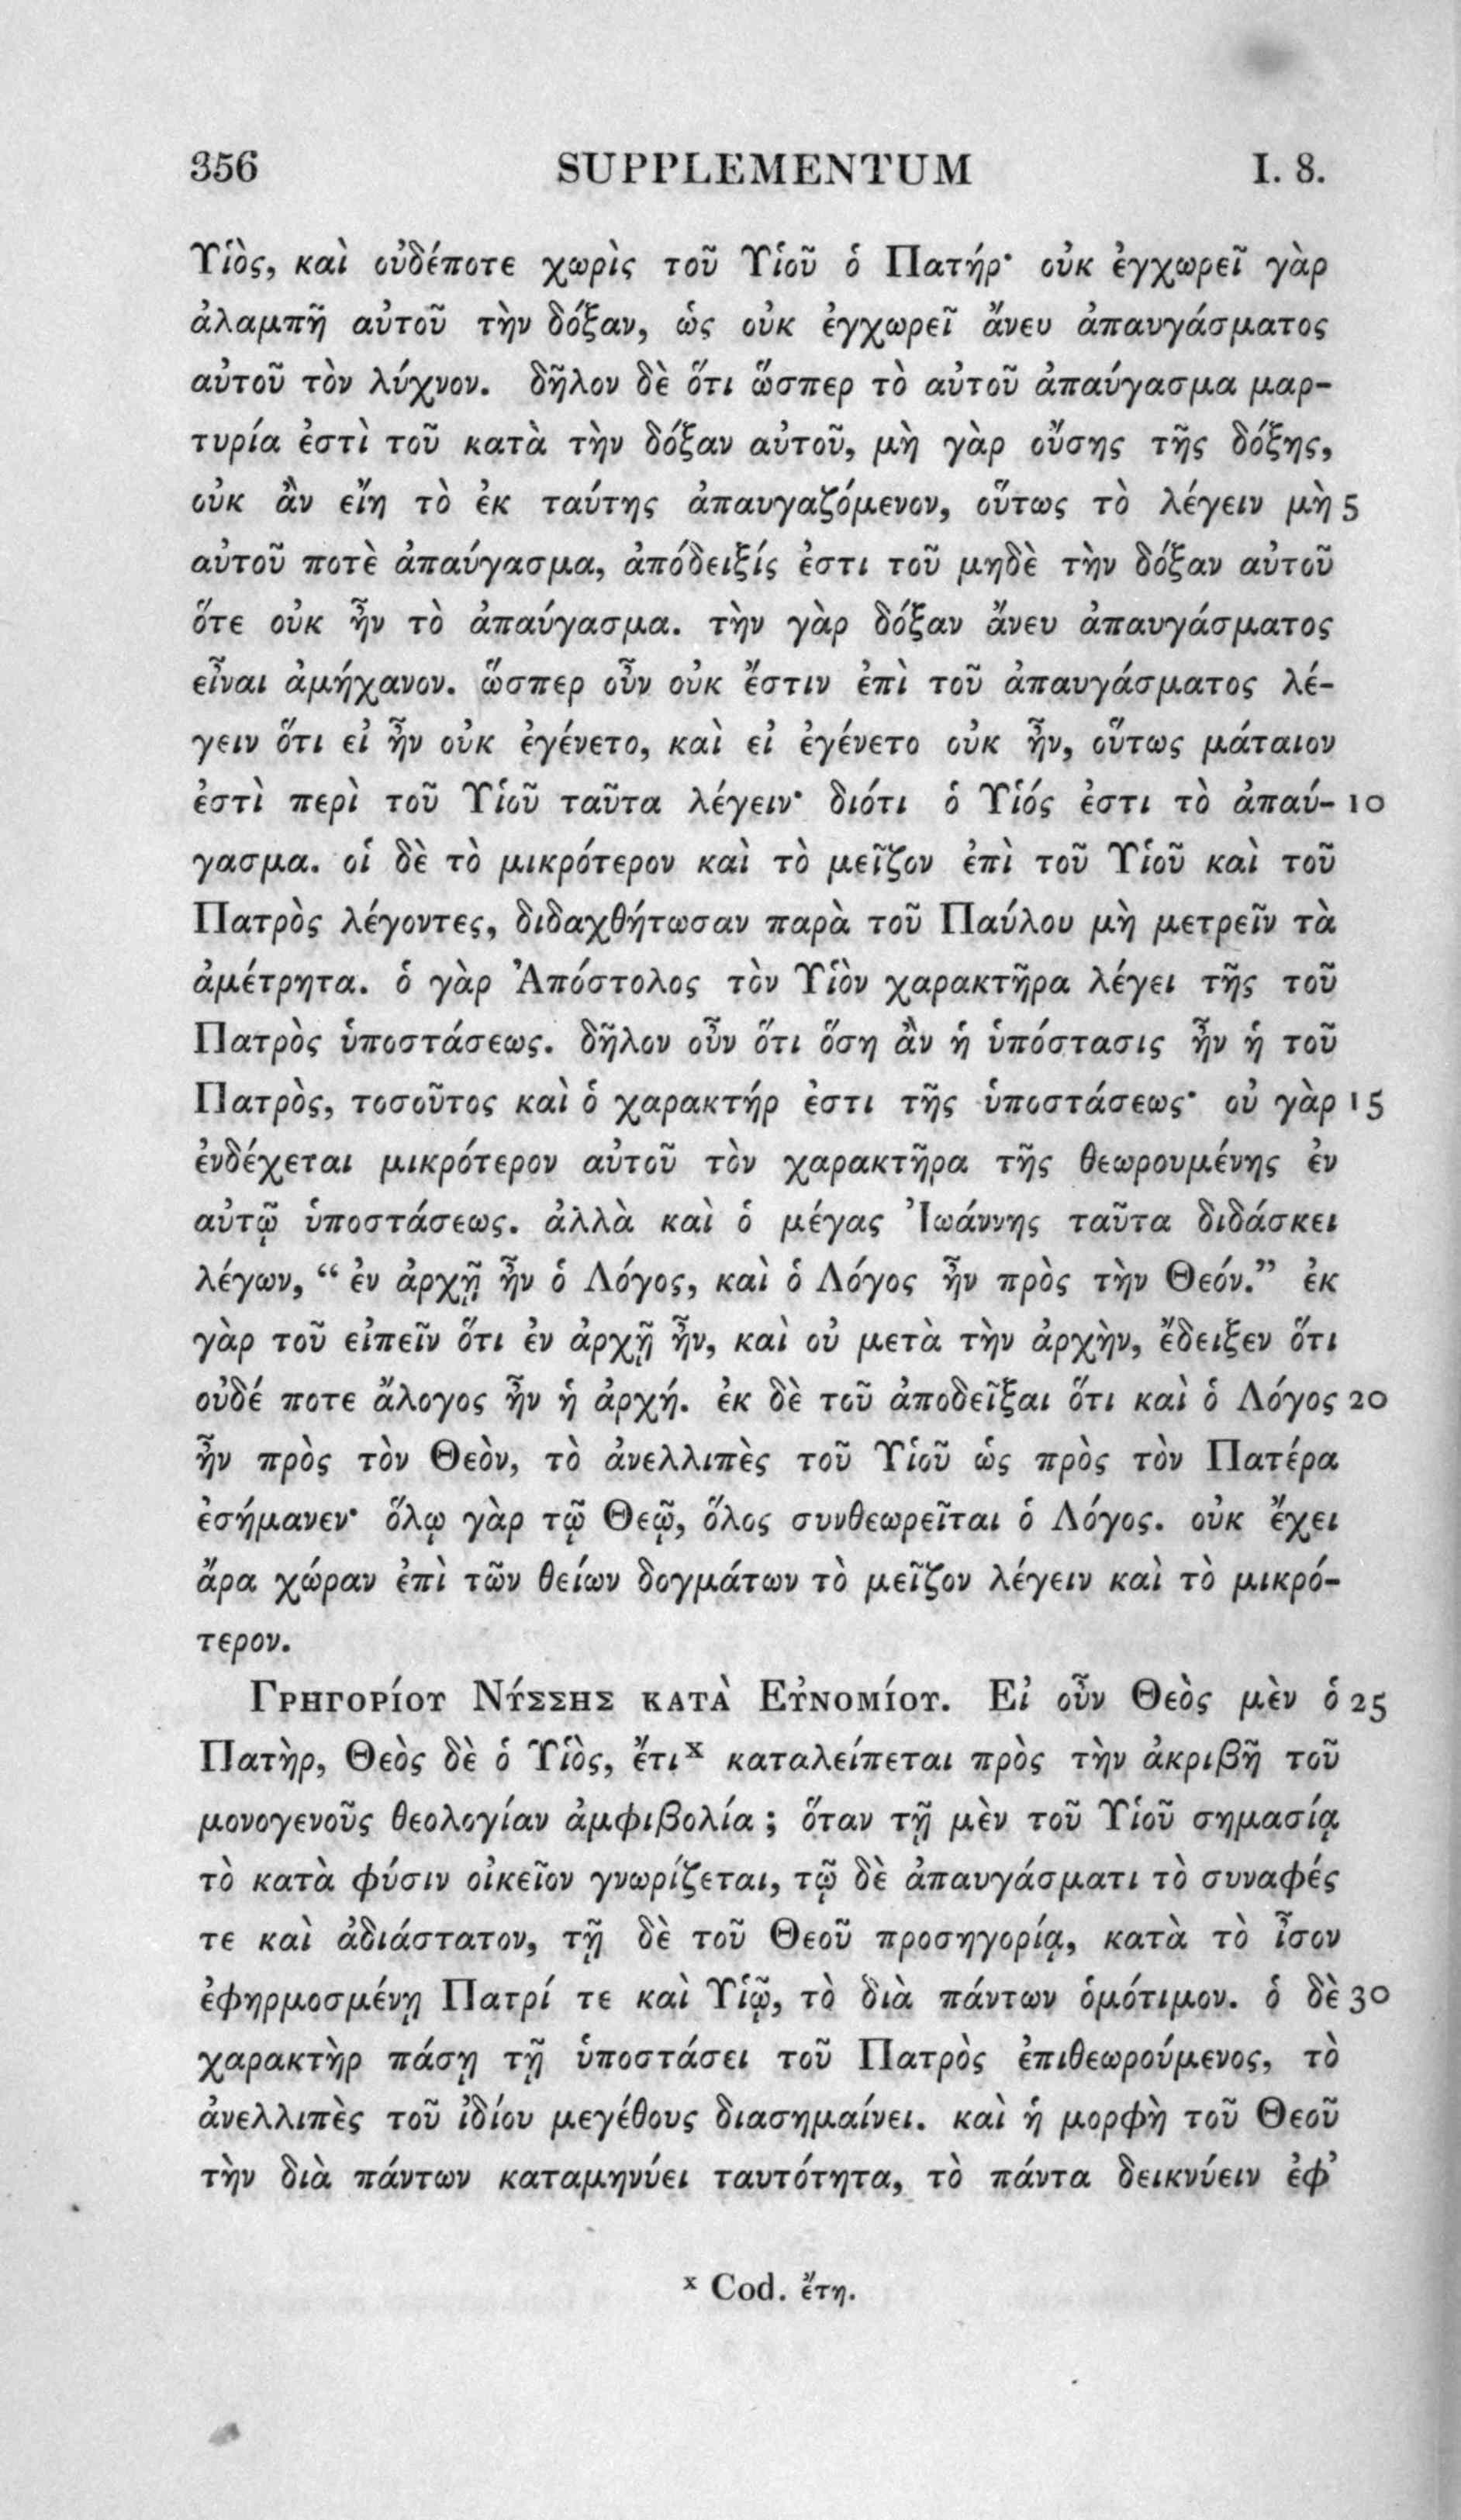 356 SUPPLEMENTUM I. 8.
Υἱὸς, καὶ οὐδέποτε χωρὶς τοῦ Υἱοῦ ὁ Πατήρ· οὐκ ἐγχωρεῖ γὰρ
ἀλαμπῆ αὐτοῦ τὴν δόξαν, ὡς οὐκ ἐγχωρεῖ ἄνευ ἀπαυγάσματος
αὐτοῦ τὸν λύχνον. δῆλον δὲ ὅτι ὥσπερ τὸ αὐτοῦ ἀπαύγασμα μαρ-
τυρία ἐστὶ τοῦ κατὰ τὴν δόξαν αὐτοῦ, μὴ γὰρ οὔσης τῆς δόξης,
οὐκ ἂν εἴη τὸ ἐκ ταύτης ἀπαυγαζόμενον, οὕτως τὸ λέγειν μὴ 5
αὐτοῦ ποτὲ ἀπαύγασμα, ἀπόδειξίς ἐστι τοῦ μηδὲ τὴν δόξαν αὐτοῦ
ὅτε οὐκ ἦν τὸ ἀπαύγασμα. τὴν γὰρ δόξαν ἄνευ ἀπαυγάσματος
εἶναι ἀμήχανον. ὥσπερ οὖν οὐκ ἔστιν ἐπὶ τοῦ ἀπαυγάσματος λέ-
γειν ὅτι εἰ ἦν οὐκ ἐγένετο, καὶ εἰ ἐγένετο οὐκ ἦν, οὕτως μάταιον
ἐστὶ περὶ τοῦ Υἱοῦ ταῦτα λέγειν· διότι ὁ Υἱός ἐστι τὸ ἀπαύ- 10
γασμα. οἱ δὲ τὸ μικρότερον καὶ τὸ μεῖζον ἐπὶ τοῦ Υἱοῦ καὶ τοῦ
Πατρὸς λέγοντες, διδαχθήτωσαν παρὰ τοῦ Παύλου μὴ μετρεῖν τὰ
ἀμέτρητα. ὁ γὰρ Ἀπόστολος τὸν Υἱὸν χαρακτῆρα λέγει τῆς τοῦ
Πατρὸς ὑποστάσεως. δῆλον οὖν ὅτι ὅση ἂν ἡ ὑπόστασις ἦν ἡ τοῦ
Πατρὸς, τοσοῦτος καὶ ὁ χαρακτήρ ἐστι τῆς ὑποστάσεως· οὐ γὰρ 15
ἐνδέχεται μικρότερον αὐτοῦ τὸν χαρακτῆρα τῆς θεωρουμένης ἐν
αὐτῷ ὑποστάσεως. ἀλλὰ καὶ ὁ μέγας Ἰωάννης ταῦτα διδάσκει
λέγων, “ ἐν ἀρχῇ ἦν ὁ Λόγος, καὶ ὁ Λόγος ἦν πρὸς τὴν Θεόν.” ἐκ
γὰρ τοῦ εἰπεῖν ὅτι ἐν ἀρχῇ ἦν, καὶ οὐ μετὰ τὴν ἀρχὴν, ἔδειξεν ὅτι
οὐδέ ποτε ἄλογος ἦν ἡ ἀρχή. ἐκ δὲ τοῦ ἀποδεῖξαι ὅτι καὶ ὁ Λόγος 20
ἦν πρὸς τὸν Θεὸν, τὸ ἀνελλιπὲς τοῦ Υἱοῦ ὡς πρὸς τὸν Πατέρα
ἐσήμανεν· ὅλῳ γὰρ τῷ Θεῷ, ὅλος συνθεωρεῖται ὁ Λόγος. οὐκ ἔχει
ἄρα χώραν ἐπὶ τῶν θείων δογμάτων τὸ μεῖζον λέγειν καὶ τὸ μικρό-
τερον.
Γρηγορίου Νύσσης κατὰ Εὐνομίου. Εἰ οὖν Θεὸς μὲν ὁ 25
Πατὴρ, Θεὸς δὲ ὁ Υἱὸς, ἔτι x καταλείπεται πρὸς τὴν ἀκριβῆ τοῦ
μονογενοῦς θεολογίαν ἀμφιβολία ; ὅταν τῇ μὲν τοῦ Υἱοῦ σημασίᾳ
τὸ κατὰ φύσιν οἰκεῖον γνωρίζεται, τῷ δὲ ἀπαυγάσματι τὸ συναφές
τε καὶ ἀδιάστατον, τῇ δὲ τοῦ Θεοῦ προσηγορίᾳ, κατὰ τὸ ἶσον
ἐφηρμοσμένῃ Πατρί τε καὶ Υἱῷ, τὸ διὰ πάντων ὁμότιμον. ὁ δὲ 30
χαρακτὴρ πάσῃ τῇ ὑποστάσει τοῦ Πατρὸς ἐπιθεωρούμενος, τὸ
ἀνελλιπὲς τοῦ ἰδίου μεγέθους διασημαίνει. καὶ ἡ μορφὴ τοῦ Θεοῦ
τὴν διὰ πάντων καταμηνύει ταυτότητα, τὸ πάντα δεικνύειν ἐφ’
x Cod. ἔτη.